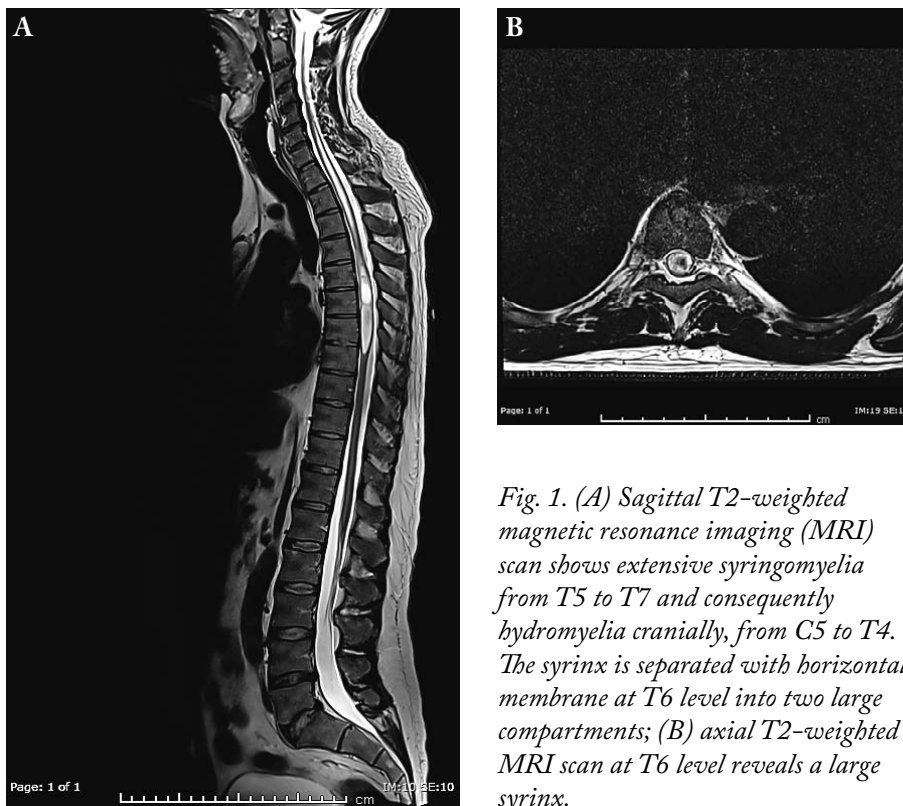 A
Page: 1 of 1
IM:10 SE:10
cm
B
Page: 1 of 1
IM:19 SE:1
cm
Fig. 1. (A) Sagittal T2-weighted
magnetic resonance imaging (MRI)
scan shows extensive syringomyelia
from T5 to T7 and consequently
hydromyelia cranially, from C5 to T4.
The syrinx is separated with horizontal
membrane at T6 level into two large
compartments; (B) axial T2-weighted
MRI scan at T6 level reveals a large
syrinx.